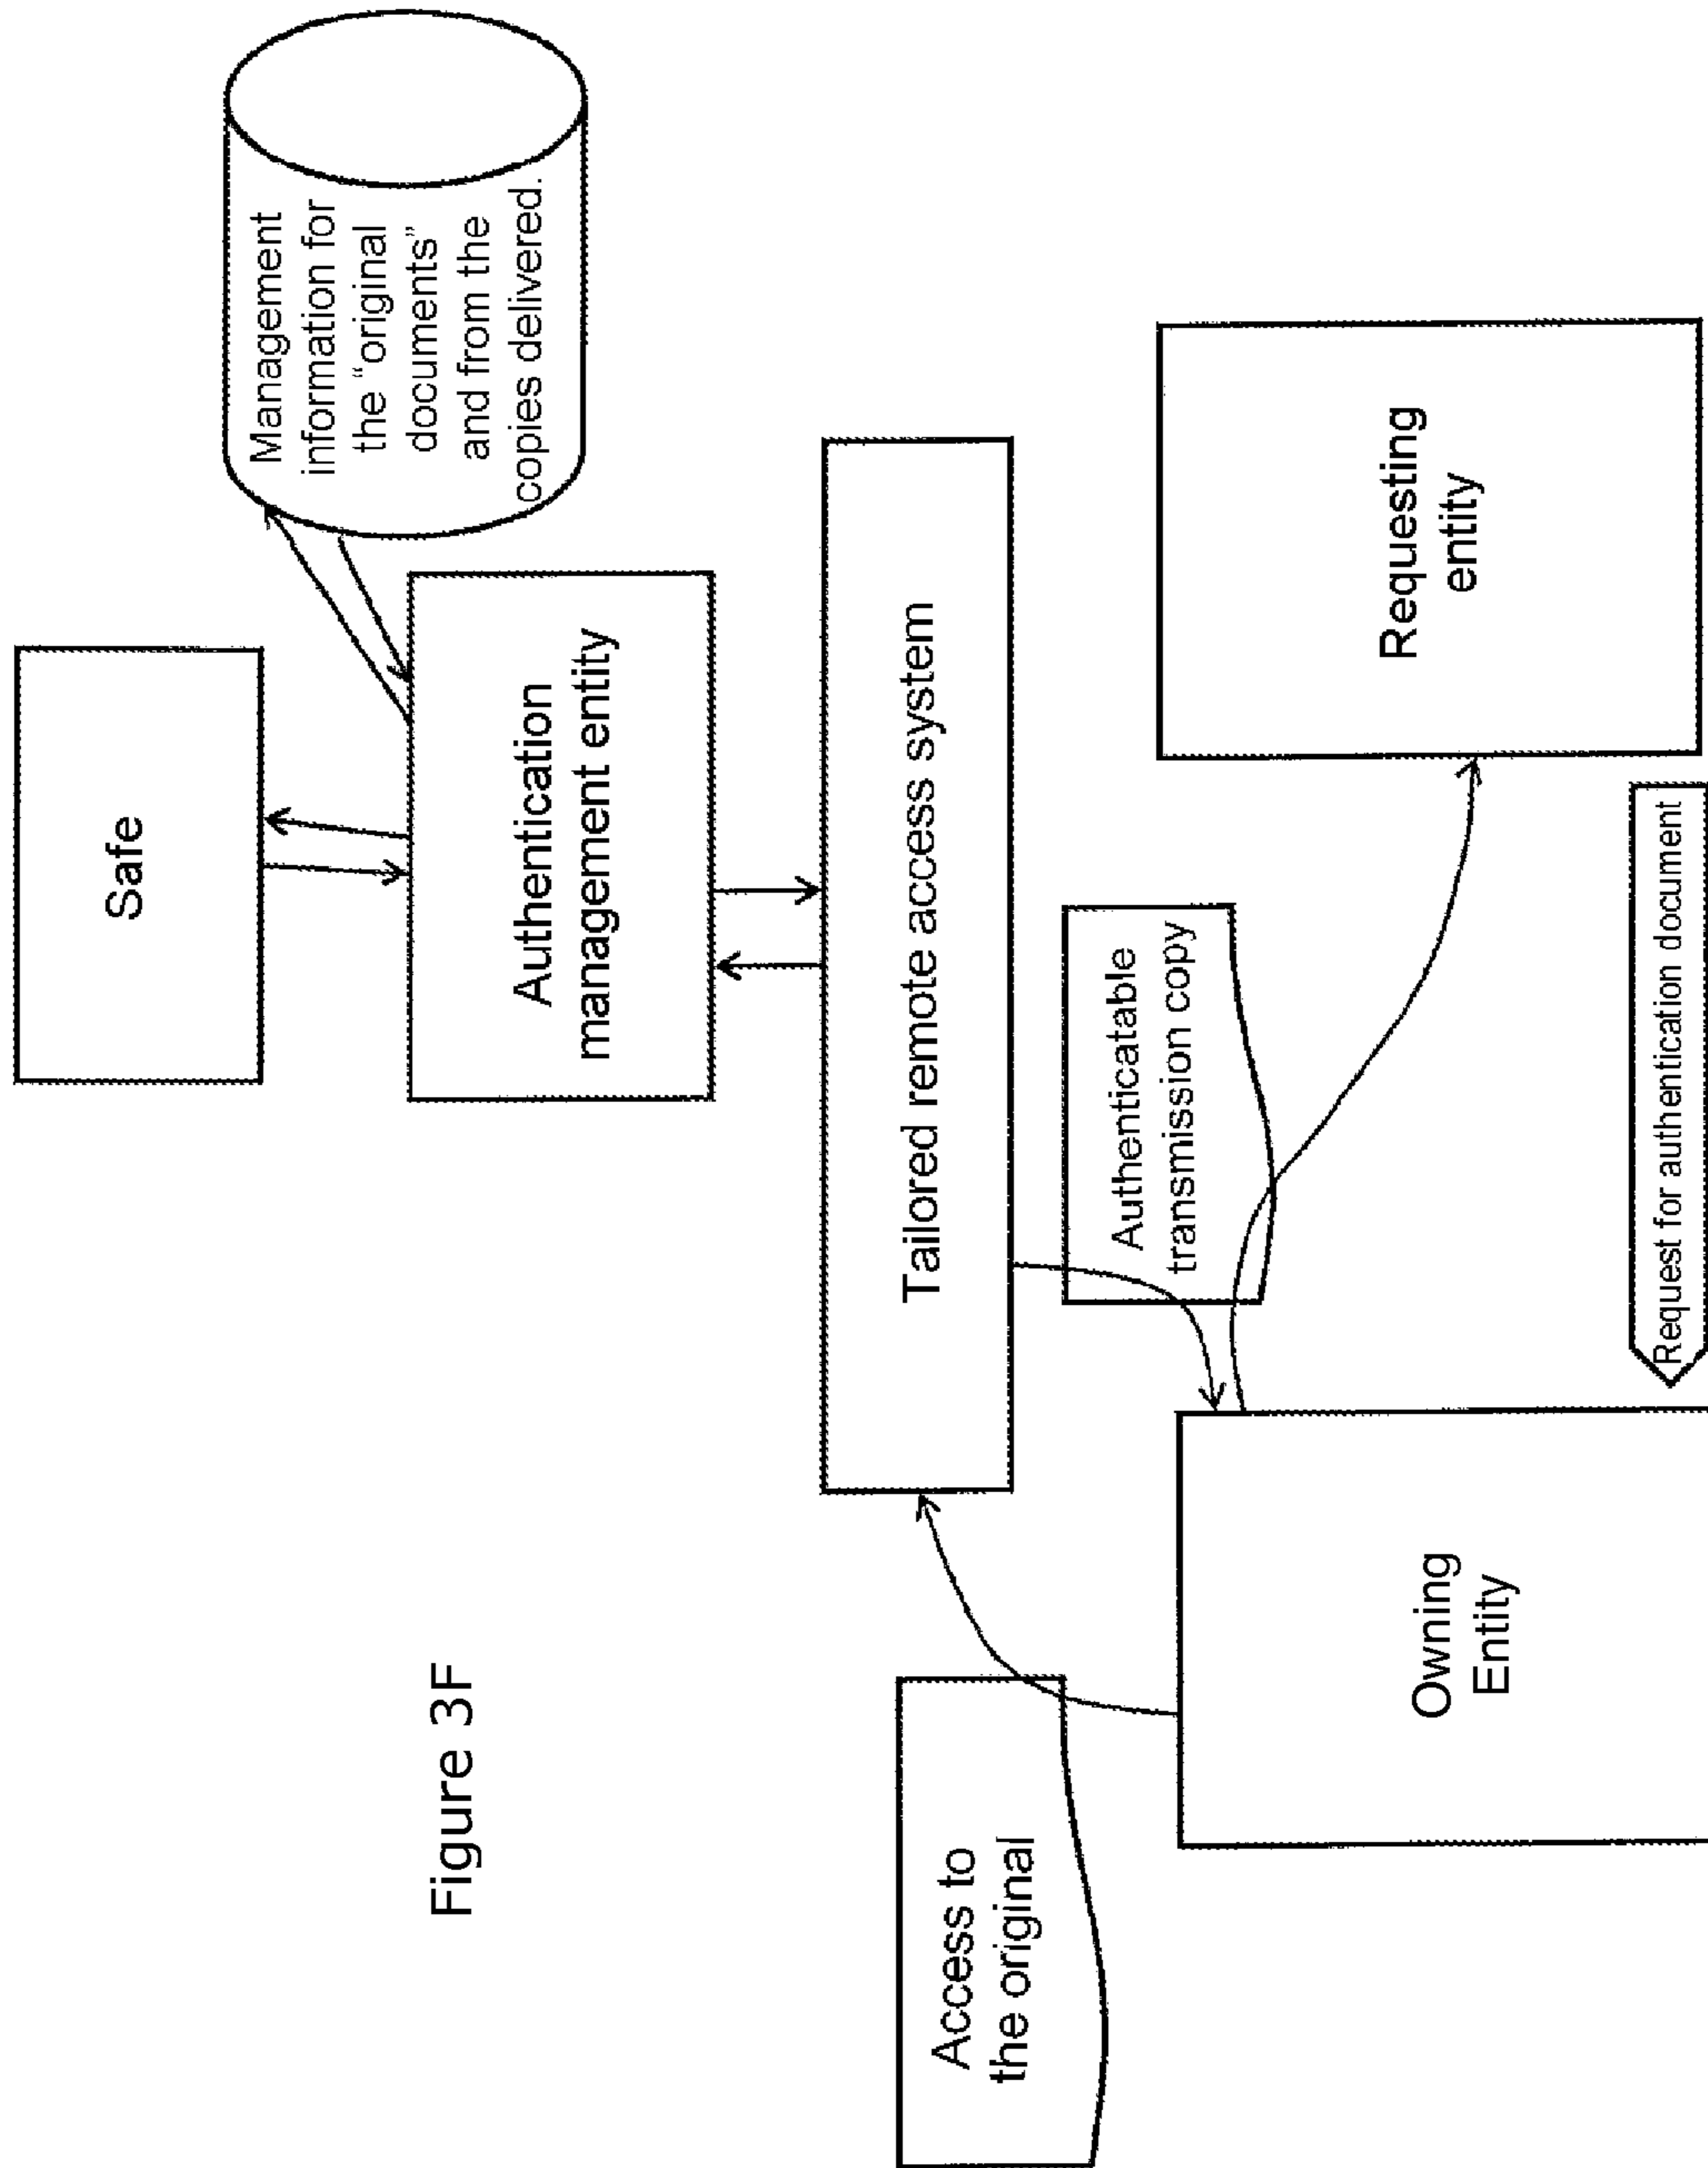 Figure 3F
Safe
Management
information for
the "original
documents”
and from the
copies delivered.
Authentication
management entity
Tailored remote access system
Access to
the original
Authenticatable
transmission copy
Owning
Entity
Request for authentication document
Requesting
entity